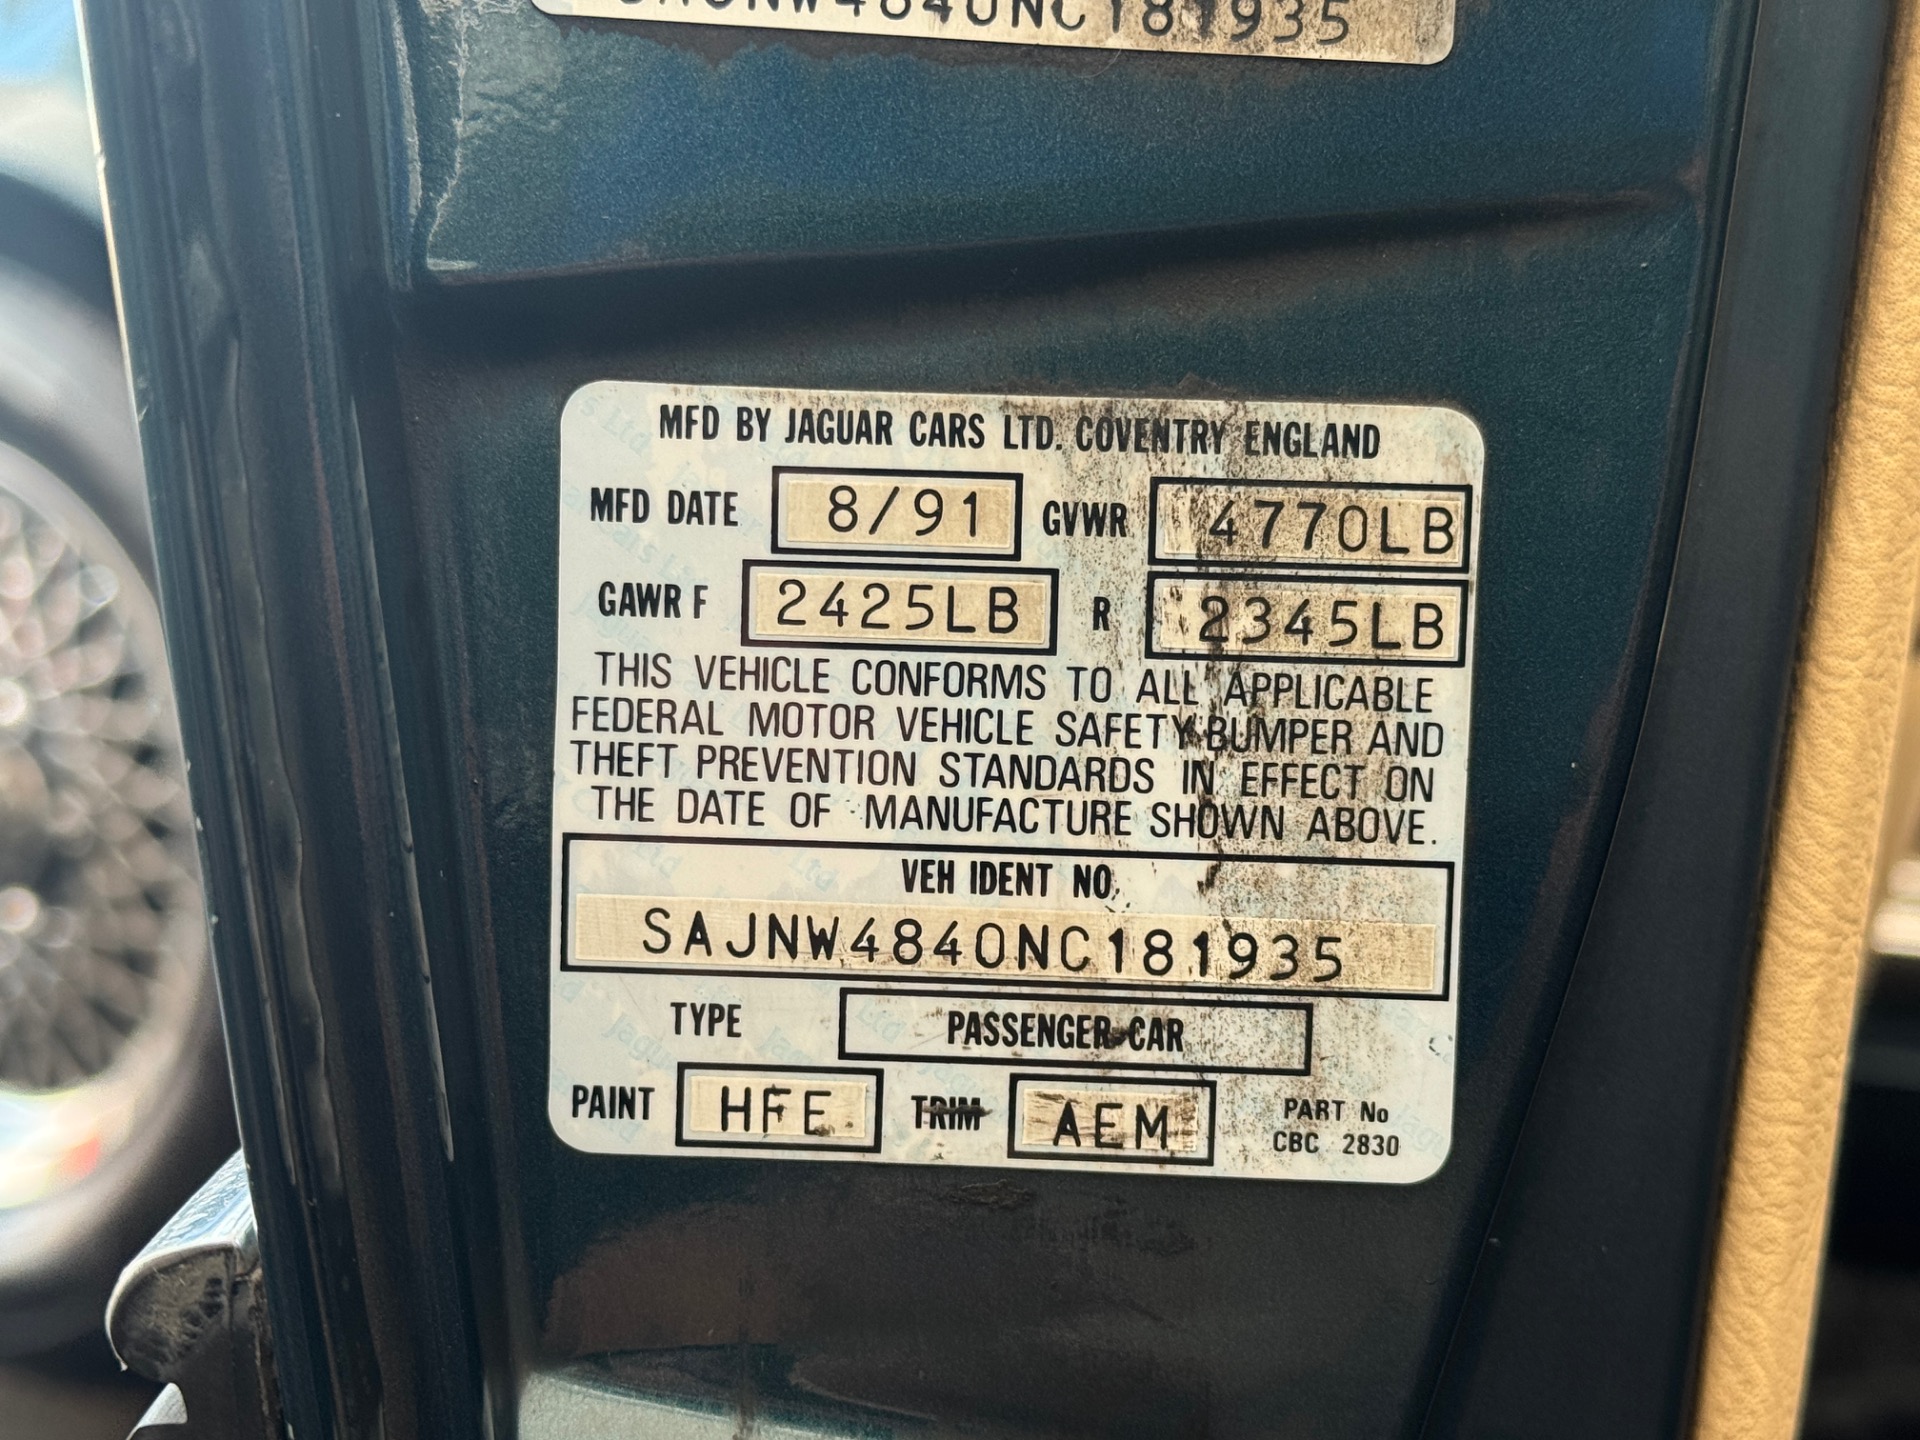 SAJNW4840NC181935
MFD BY JAGUAR CARS LTD. COVENTRY ENGLAND
MFD DATE 8/91 GVWR 4770LB
GAWR F 2425LB R 2345LB
THIS VEHICLE CONFORMS TO ALL APPLICABLE
FEDERAL MOTOR VEHICLE SAFETY BUMPER AND
THEFT PREVENTION STANDARDS IN EFFECT ON
THE DATE OF MANUFACTURE SHOWN ABOVE.
VEH IDENT NO.
SAJNW4840NC181935
TYPE PASSENGER CAR
PAINT HFE TRIM AEM PART No
CBC 2830